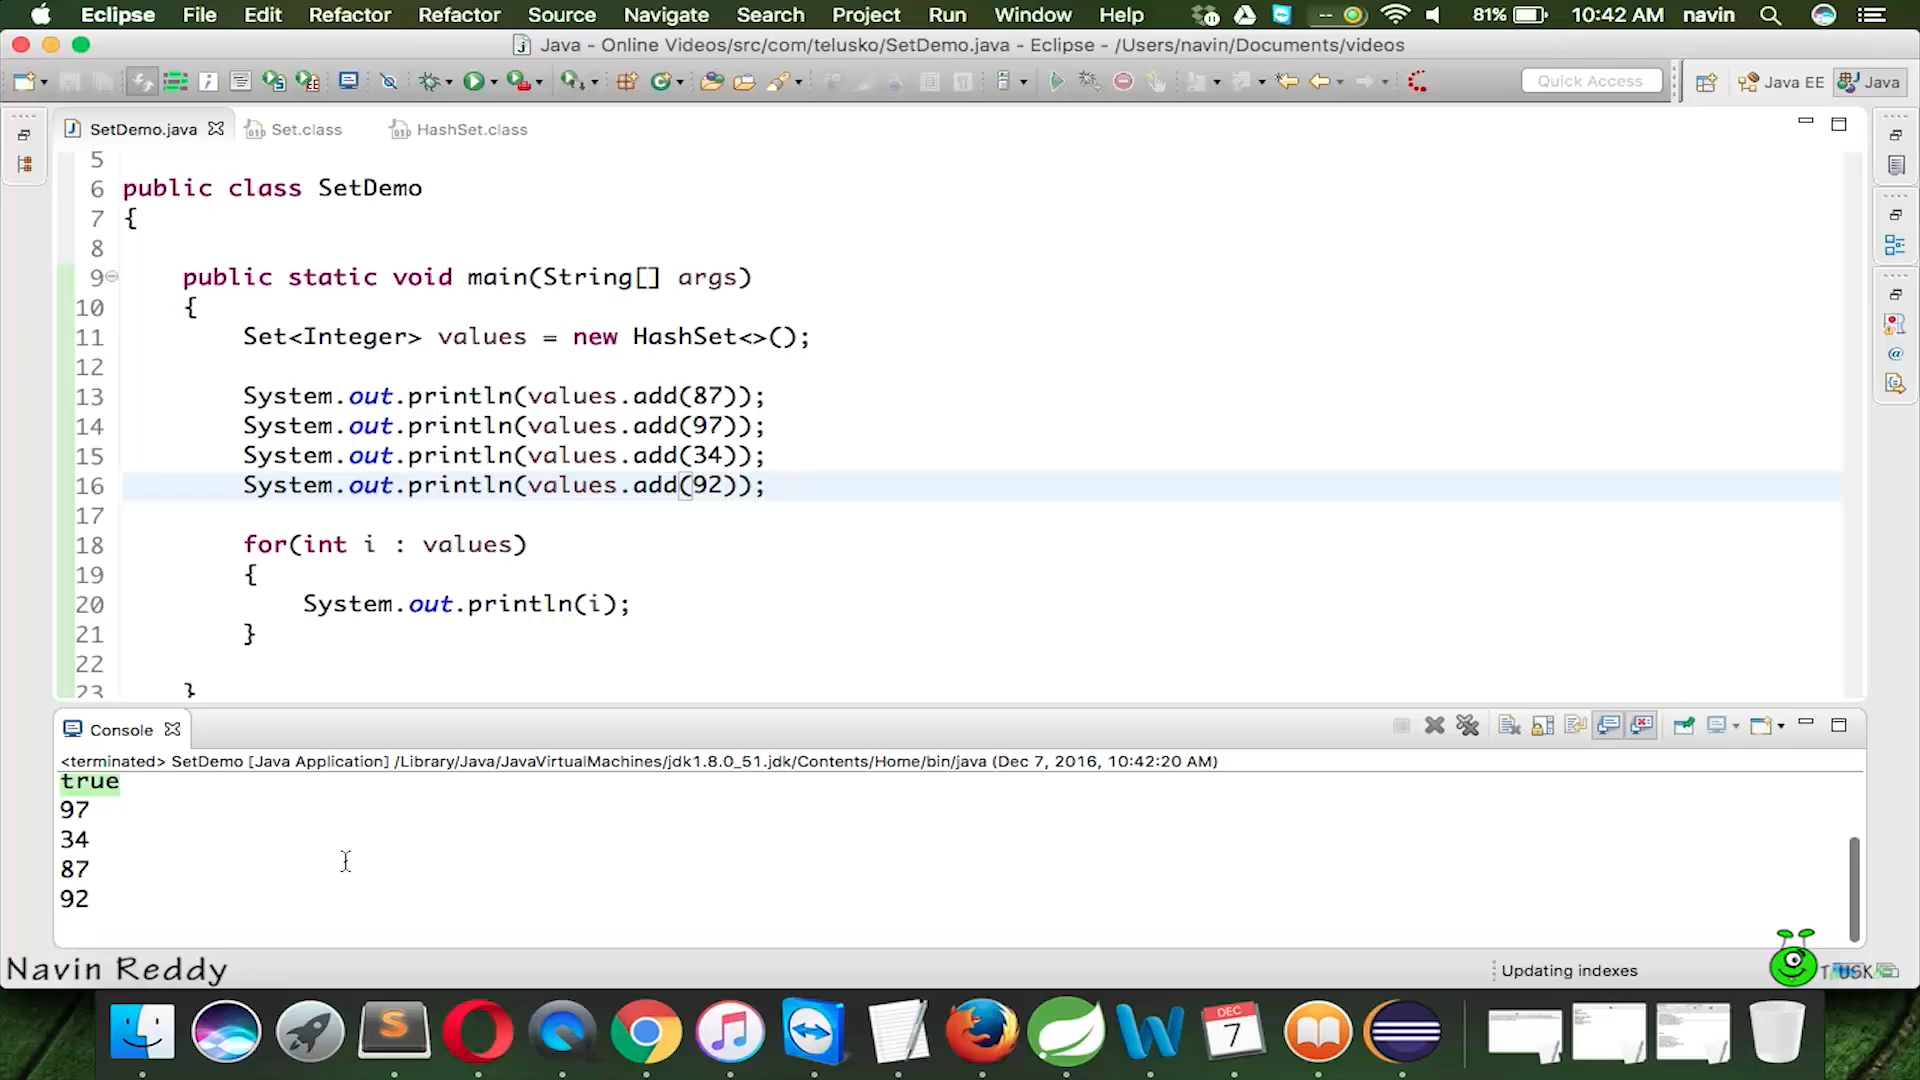 Eclipse File Edit Refactor Refactor Source Navigate Search Project Run Window Help 81% 10:42 AM navin
Java - Online Videos/src/com/telusko/SetDemo.java - Eclipse - /Users/navin/Documents/videos
Quick Access Java EE Java
SetDemo.java Set.class HashSet.class
5
6 public class SetDemo
7 {
8
9 public static void main(String[] args)
10 {
11 Set<Integer> values = new HashSet<>();
12
13 System.out.println(values.add(87));
14 System.out.println(values.add(97));
15 System.out.println(values.add(34));
16 System.out.println(values.add(92));
17
18 for(int i : values)
19 {
20 System.out.println(i);
21 }
22
23 }
Console
<terminated> SetDemo [Java Application] /Library/Java/JavaVirtualMachines/jdk1.8.0_51.jdk/Contents/Home/bin/java (Dec 7, 2016, 10:42:20 AM)
true
97
34
87
92
Navin Reddy
Updating indexes
DEC
7